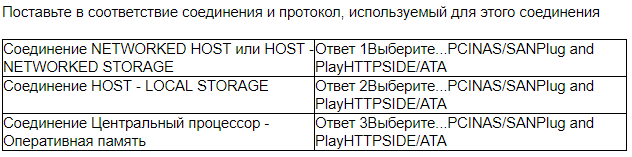 Поставьте в соответствие соединения и протокол, используемый для этого соединения
Соединение NETWORKED HOST или HOST - NETWORKED STORAGE
Ответ 1Выберите...PCINAS/SANPlug and PlayHTTPSIDE/ATA
Соединение HOST - LOCAL STORAGE
Ответ 2Выберите...PCINAS/SANPlug and PlayHTTPSIDE/ATA
Соединение Центральный процессор - Оперативная память
Ответ 3Выберите...PCINAS/SANPlug and PlayHTTPSIDE/ATA